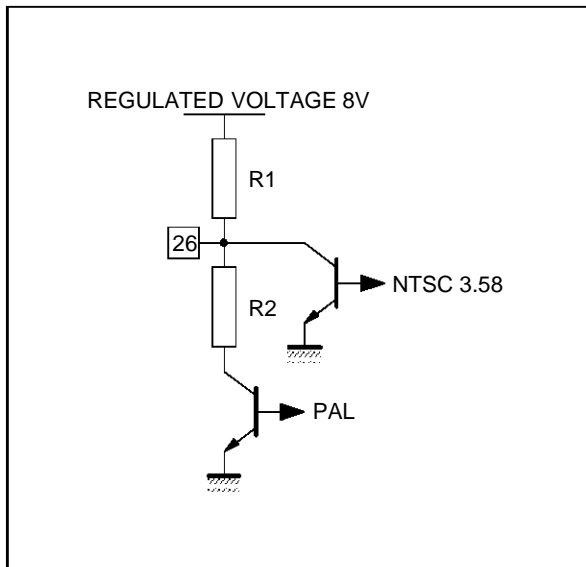 REGULATED VOLTAGE 8V
R1
26
NTSC 3.58
R2
PAL